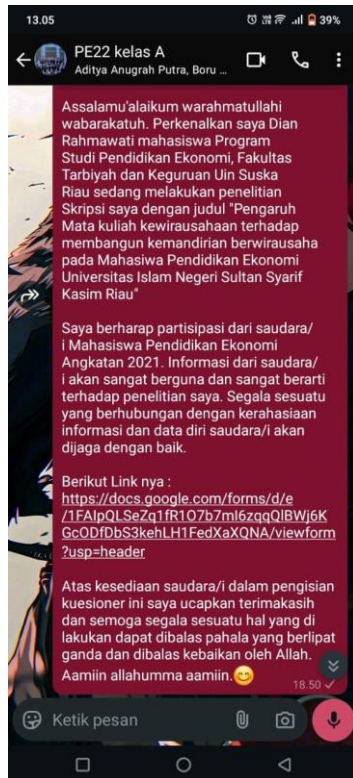 13.05
39%
PE22 kelas A
Aditya Anugrah Putra, Boru ...
Assalamu'alaikum warahmatullahi
wabarakatuh. Perkenalkan saya Dian
Rahmawati mahasiswa Program
Studi Pendidikan Ekonomi, Fakultas
Tarbiyah dan Keguruan Uin Suska
Riau sedang melakukan penelitian
Skripsi saya dengan judul "Pengaruh
Mata kuliah kewirausahaan terhadap
membangun kemandirian berwirausaha
pada Mahasiwa Pendidikan Ekonomi
Universitas Islam Negeri Sultan Syarif
Kasim Riau"
Saya berharap partisipasi dari saudara/
i Mahasiswa Pendidikan Ekonomi
Angkatan 2021. Informasi dari saudara/
i akan sangat berguna dan sangat berarti
terhadap penelitian saya. Segala sesuatu
yang berhubungan dengan kerahasiaan
informasi dan data diri saudara/i akan
dijaga dengan baik.
Berikut Link nya :
https://docs.google.com/forms/d/e
/1FAIpQLSeZq1fR1O7b7ml6zqqQlBWj6K
GcODfDbS3kehLH1FedXaXQNA/viewform
?usp=header
Atas kesediaan saudara/i dalam pengisian
kuesioner ini saya ucapkan terimakasih
dan semoga segala sesuatu hal yang di
lakukan dapat dibalas pahala yang berlipat
ganda dan dibalas kebaikan oleh Allah.
Aamiin allahumma aamiin.😊
18.50
Ketik pesan